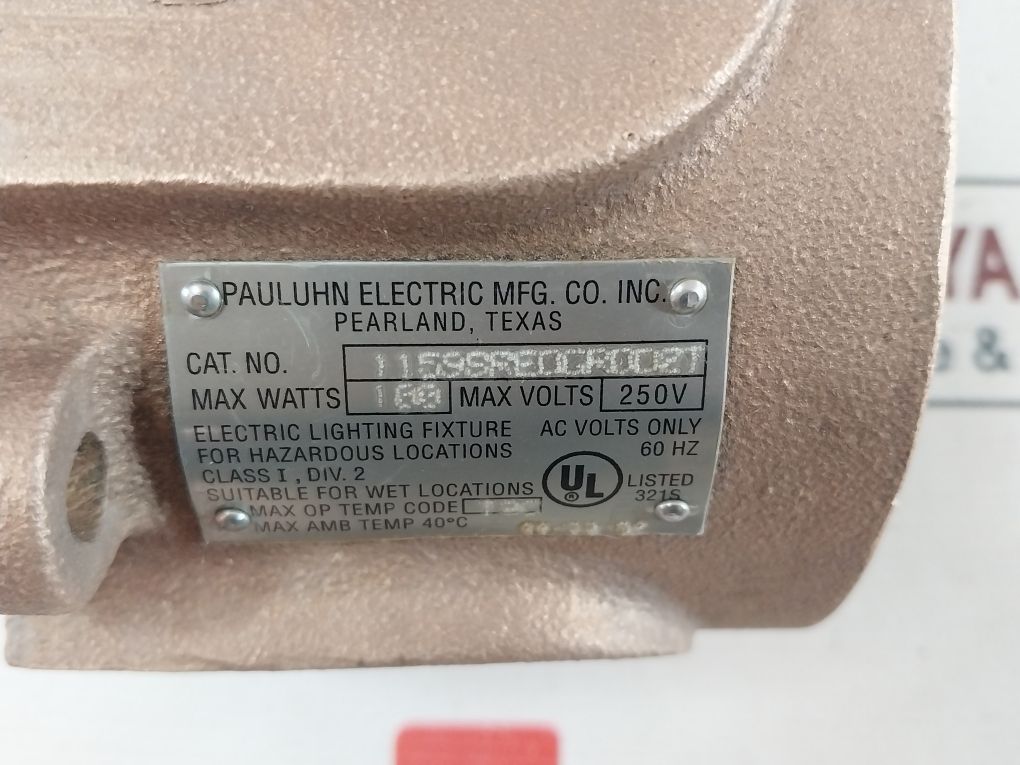 PAULUHN ELECTRIC MFG. CO. INC.
PEARLAND, TEXAS
CAT. NO.
MAX WATTS 100 MAX VOLTS 250V
ELECTRIC LIGHTING FIXTURE AC VOLTS ONLY
FOR HAZARDOUS LOCATIONS 60 HZ
CLASS I, DIV. 2
SUITABLE FOR WET LOCATIONS UL ® LISTED
321S
MAX OP TEMP CODE
MAX AMB TEMP 40°C
YA
e &